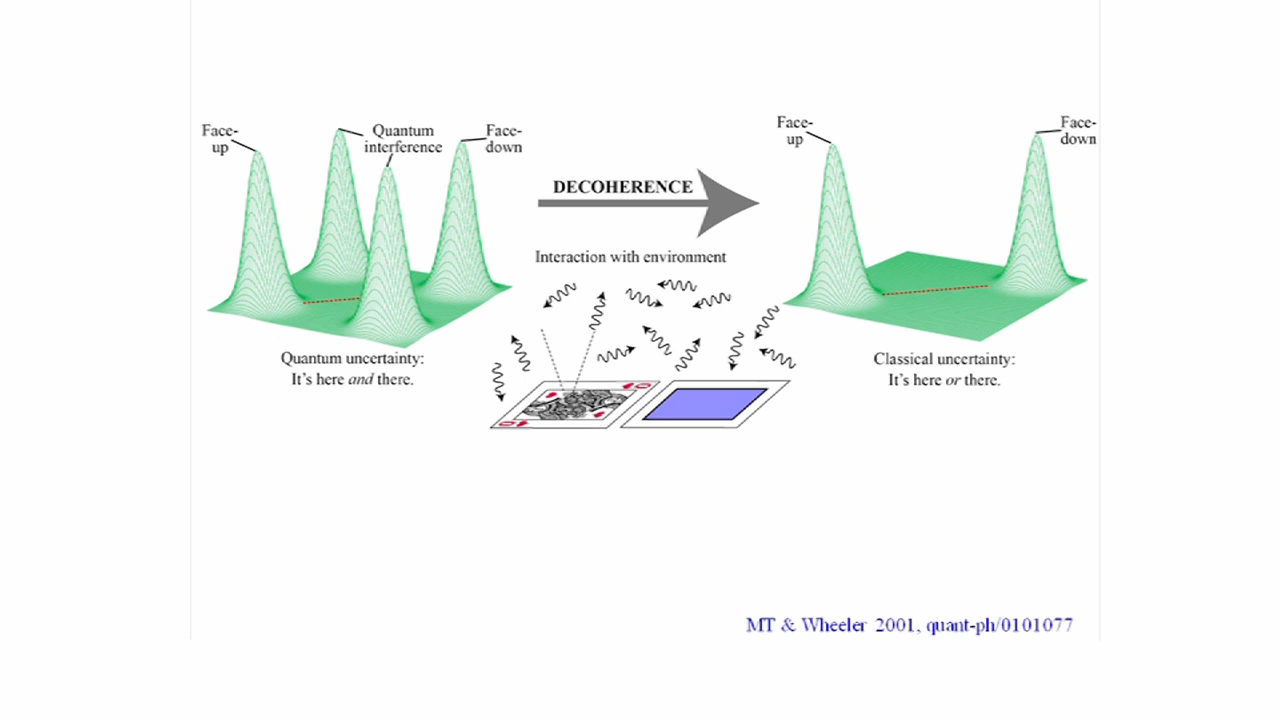 Face-
up
Quantum
interference
Face-
down
DECOHERENCE
Interaction with environment
Face-
up
Face-
down
Quantum uncertainty:
It's here and there.
Classical uncertainty:
It's here or there.
MT & Wheeler 2001, quant-ph/0101077